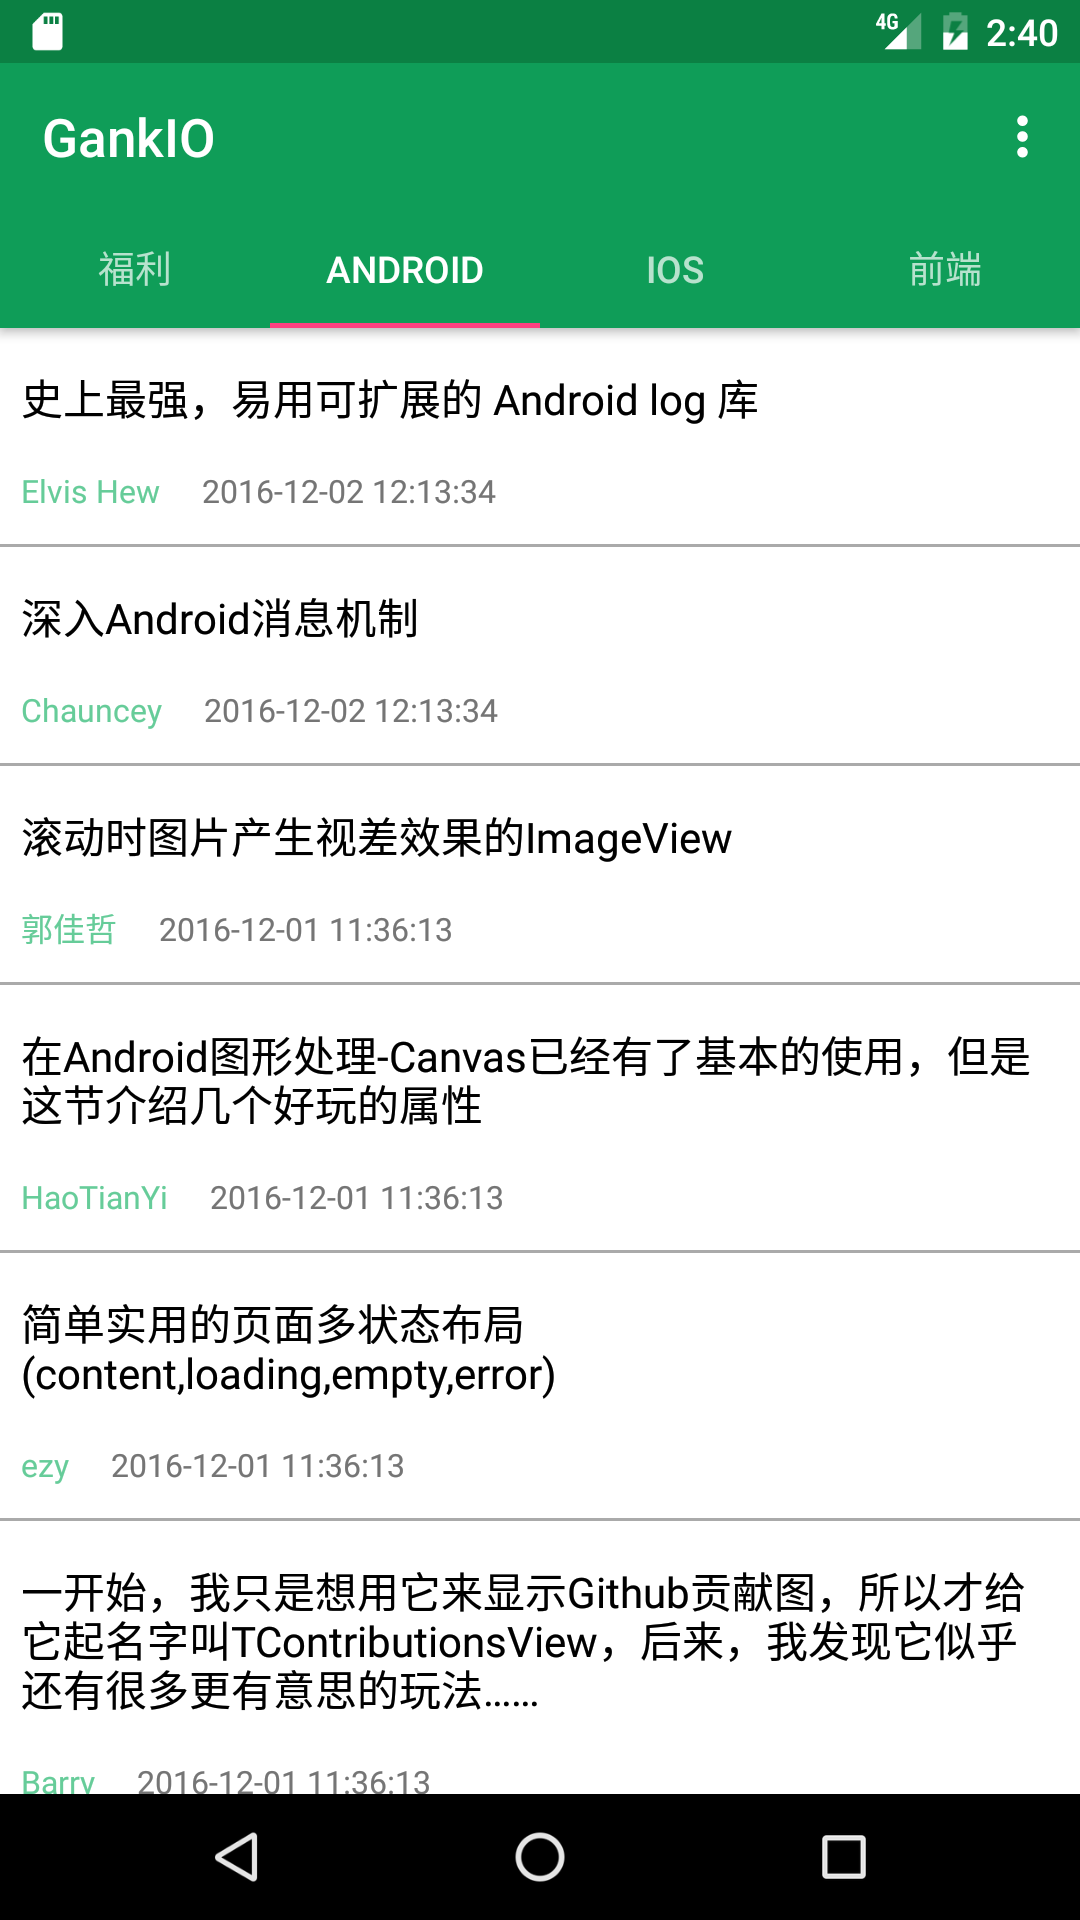 4G 2:40
GankIO
福利 ANDROID IOS 前端
史上最强，易用可扩展的 Android log 库
Elvis Hew 2016-12-02 12:13:34
深入Android消息机制
Chauncey 2016-12-02 12:13:34
滚动时图片产生视差效果的ImageView
郭佳哲 2016-12-01 11:36:13
在Android图形处理-Canvas已经有了基本的使用，但是
这节介绍几个好玩的属性
HaoTianYi 2016-12-01 11:36:13
简单实用的页面多状态布局
(content,loading,empty,error)
ezy 2016-12-01 11:36:13
一开始，我只是想用它来显示Github贡献图，所以才给
它起名字叫TContributionsView，后来，我发现它似乎
还有很多更有意思的玩法……
Barry 2016-12-01 11:36:13